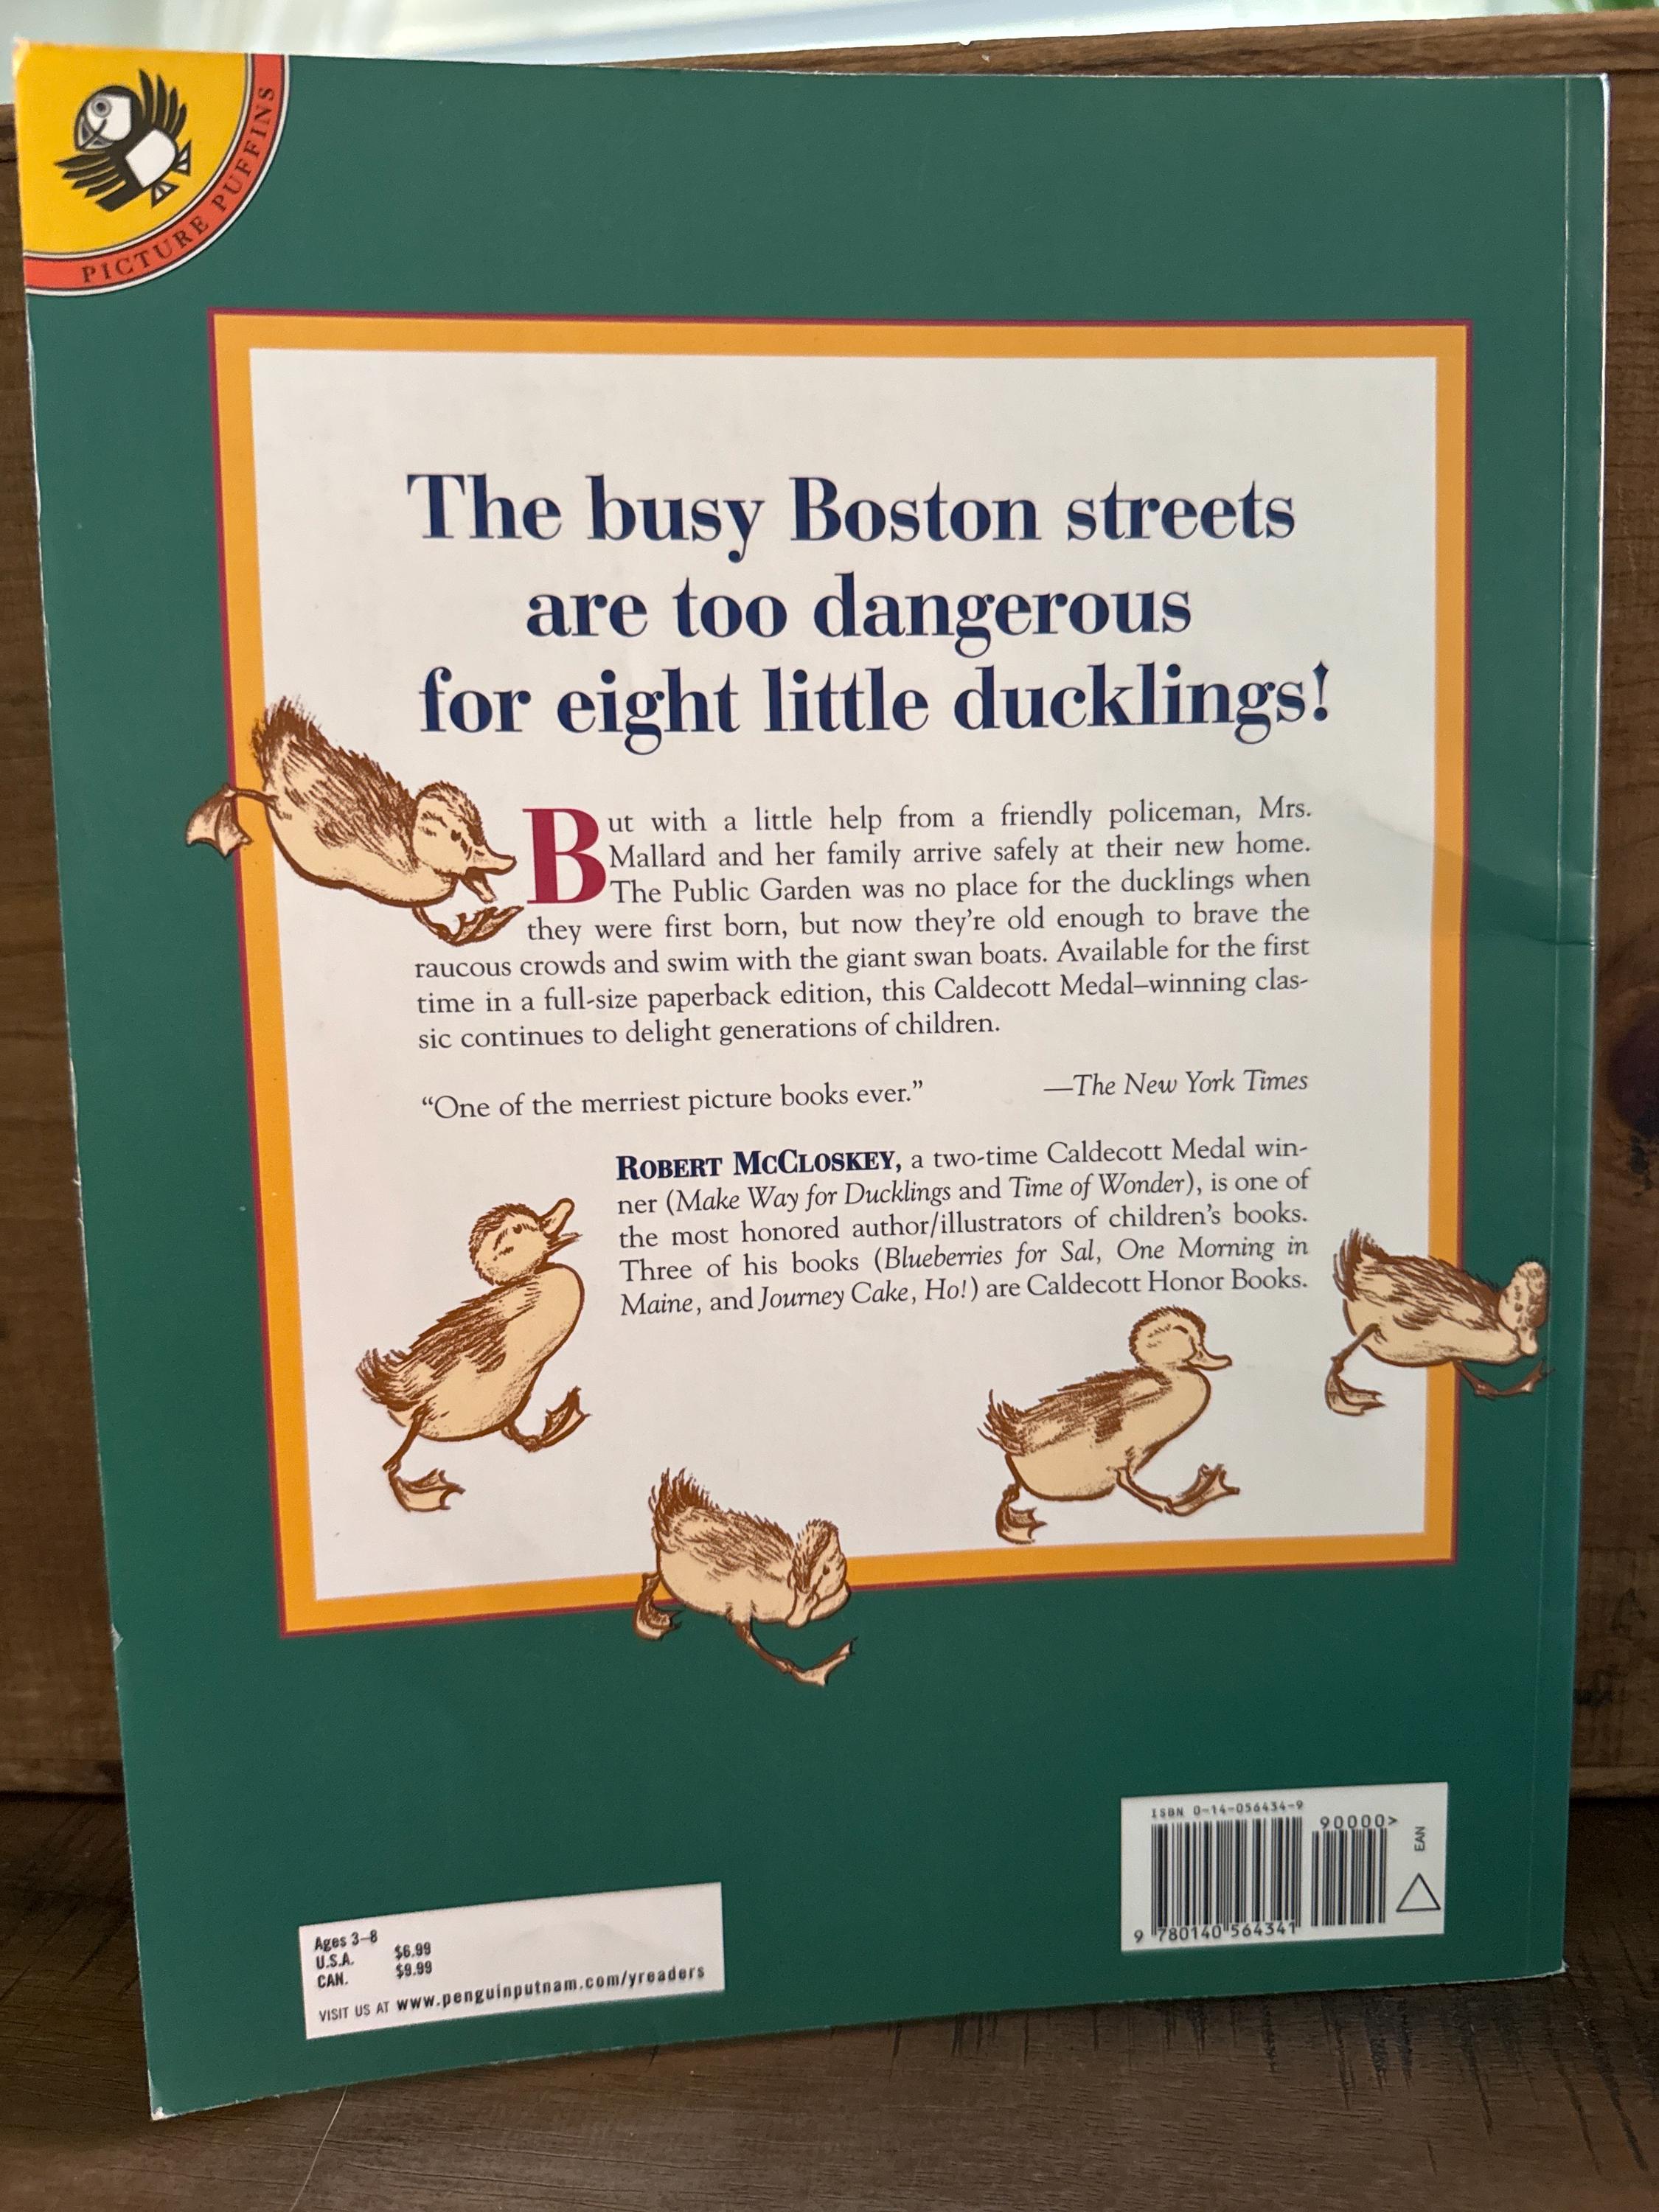 PICTURE PUFFINS
The busy Boston streets
are too dangerous
for eight little ducklings!
But with a little help from a friendly policeman, Mrs.
Mallard and her family arrive safely at their new home.
The Public Garden was no place for the ducklings when
they were first born, but now they're old enough to brave the
raucous crowds and swim with the giant swan boats. Available for the first
time in a full-size paperback edition, this Caldecott Medal–winning clas-
sic continues to delight generations of children.
“One of the merriest picture books ever.” —The New York Times
ROBERT MCCLOSKEY, a two-time Caldecott Medal win-
ner (Make Way for Ducklings and Time of Wonder), is one of
the most honored author/illustrators of children's books.
Three of his books (Blueberries for Sal, One Morning in
Maine, and Journey Cake, Ho!) are Caldecott Honor Books.
Ages 3–8
U.S.A. $6.99
CAN. $9.99
VISIT US AT www.penguinputnam.com/yreaders
ISBN 0-14-056434-9
90000>
EAN
9 780140 564341